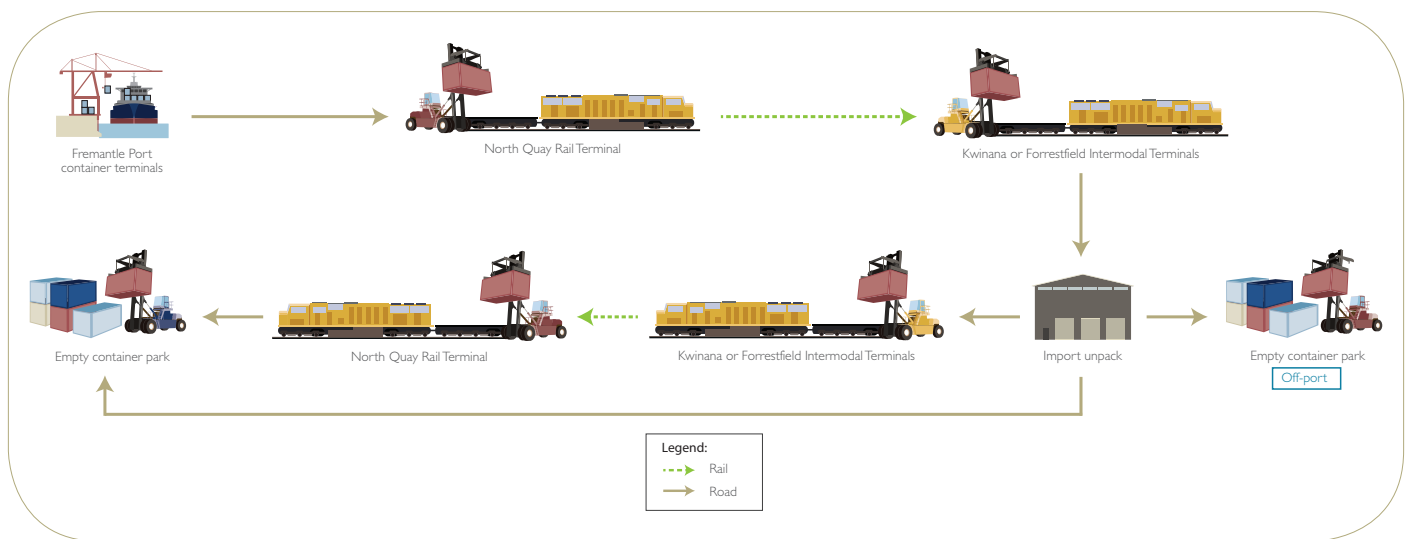 Fremantle Port
container terminals
North Quay Rail Terminal
Kwinana or Forrestfield Intermodal Terminals
Empty container park
North Quay Rail Terminal
Kwinana or Forrestfield Intermodal Terminals
Import unpack
Empty container park
Off-port
Legend:
Rail
Road